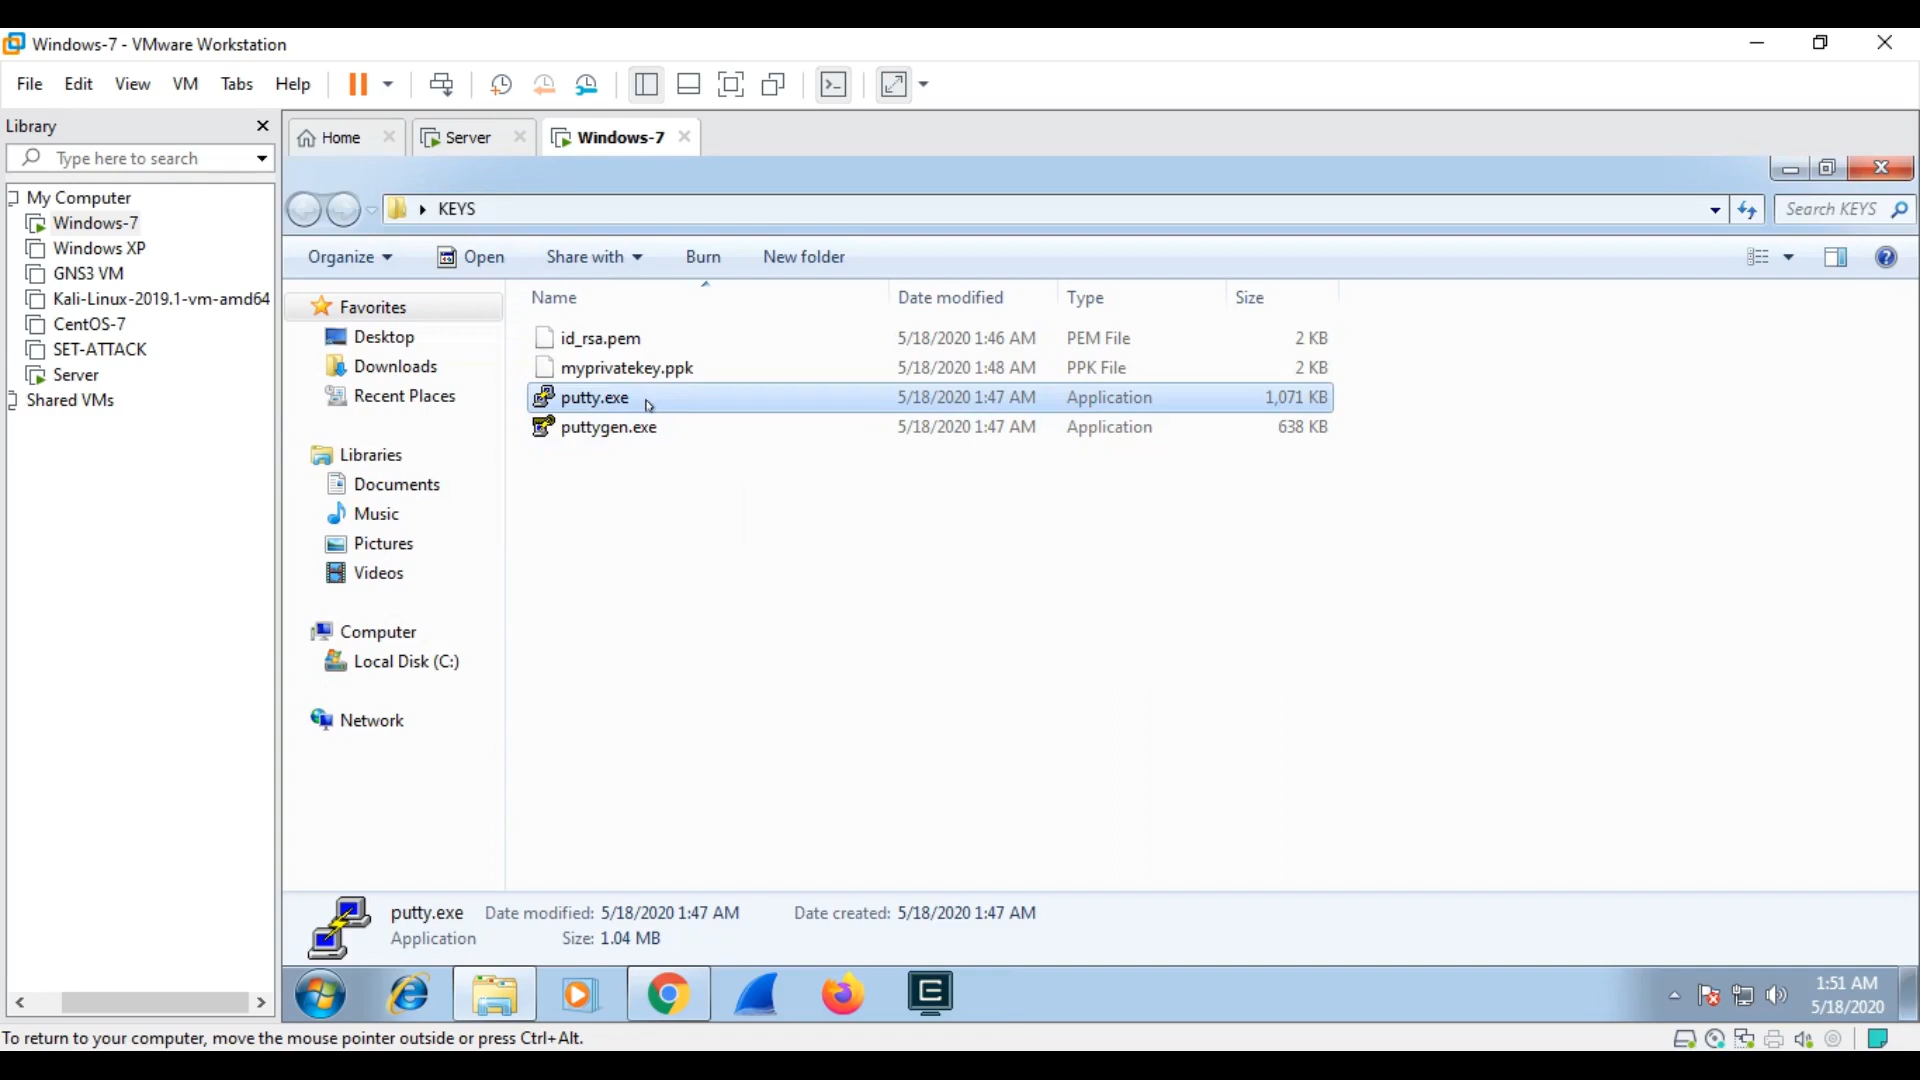 Windows-7 - VMware Workstation
File Edit View VM Tabs Help
Library
Type here to search
My Computer
Windows-7
Windows XP
GNS3 VM
Kali-Linux-2019.1-vm-amd64
CentOS-7
SET-ATTACK
Server
Shared VMs
Home Server Windows-7
KEYS
Search KEYS
Organize Open Share with Burn New folder
Favorites
Desktop
Downloads
Recent Places
Libraries
Documents
Music
Pictures
Videos
Computer
Local Disk (C:)
Network
Name Date modified Type Size
id_rsa.pem 5/18/2020 1:46 AM PEM File 2 KB
myprivatekey.ppk 5/18/2020 1:48 AM PPK File 2 KB
putty.exe 5/18/2020 1:47 AM Application 1,071 KB
puttygen.exe 5/18/2020 1:47 AM Application 638 KB
putty.exe Date modified: 5/18/2020 1:47 AM Date created: 5/18/2020 1:47 AM
Application Size: 1.04 MB
1:51 AM
5/18/2020
To return to your computer, move the mouse pointer outside or press Ctrl+Alt.